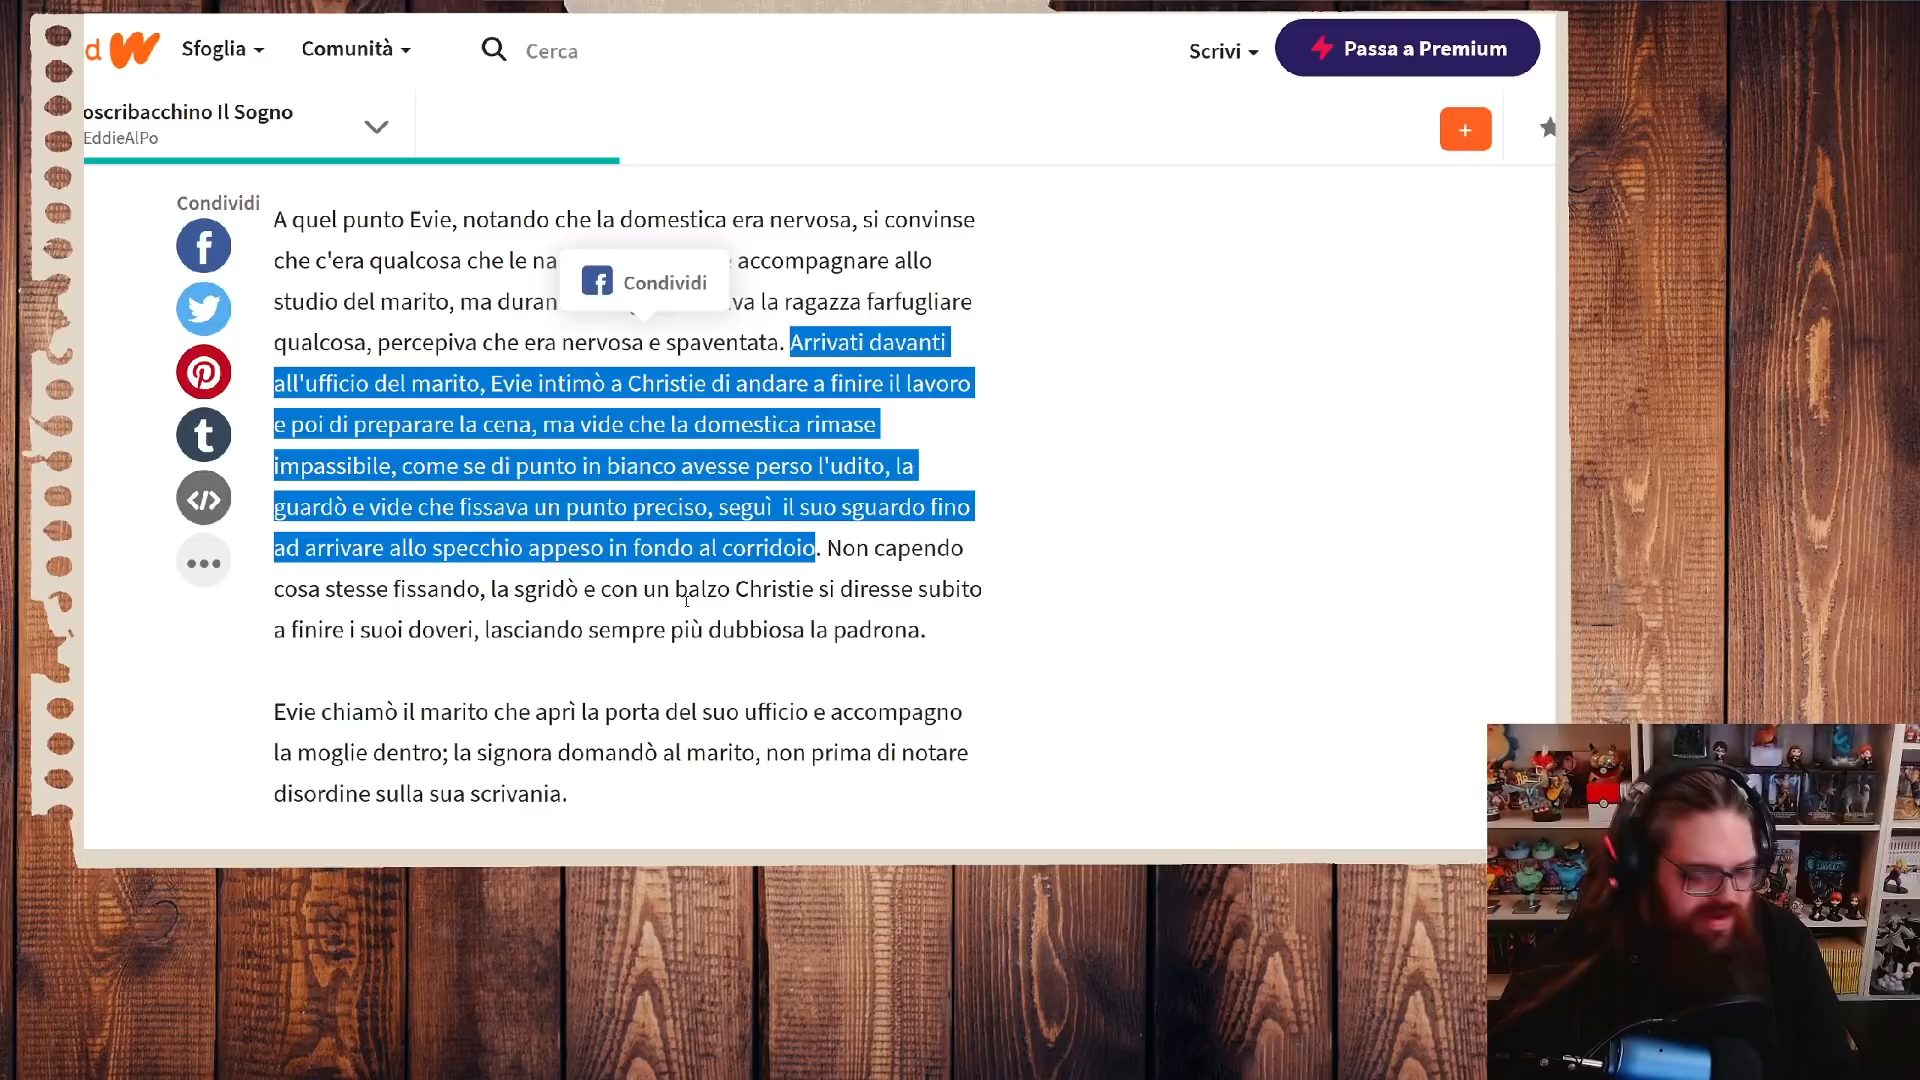 d
Sfoglia
Comunità
Cerca
Scrivi
Passa a Premium
oscribacchino Il Sogno
EddieAlPo
+
Condividi
A quel punto Evie, notando che la domestica era nervosa, si convinse
che c'era qualcosa che le na accompagnare allo
Condividi
studio del marito, ma duran va la ragazza farfugliare
qualcosa, percepiva che era nervosa e spaventata. Arrivati davanti
all'ufficio del marito, Evie intimò a Christie di andare a finire il lavoro
e poi di preparare la cena, ma vide che la domestica rimase
impassibile, come se di punto in bianco avesse perso l'udito, la
guardò e vide che fissava un punto preciso, seguì  il suo sguardo fino
ad arrivare allo specchio appeso in fondo al corridoio. Non capendo
cosa stesse fissando, la sgridò e con un balzo Christie si diresse subito
a finire i suoi doveri, lasciando sempre più dubbiosa la padrona.
Evie chiamò il marito che aprì la porta del suo ufficio e accompagno
la moglie dentro; la signora domandò al marito, non prima di notare
disordine sulla sua scrivania.